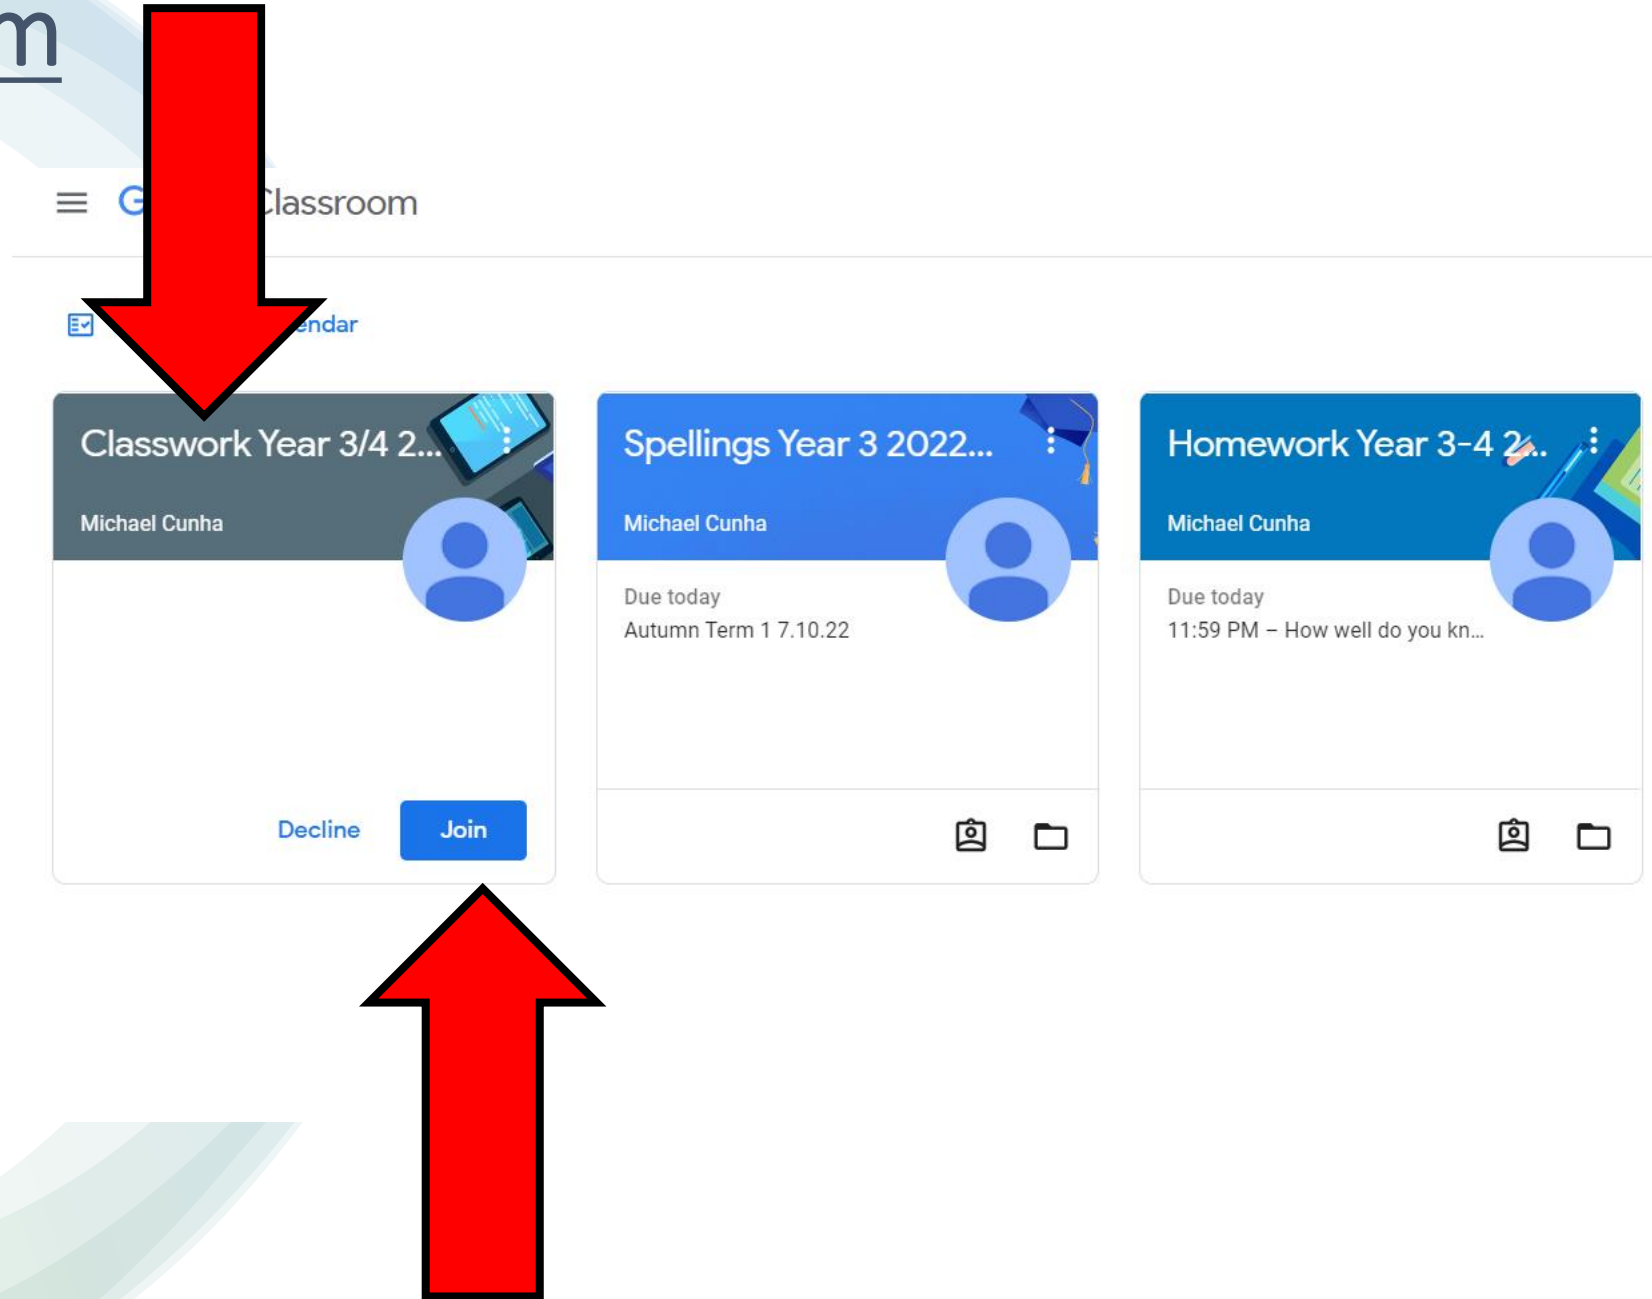 Classroom
Classwork Year 3/4 2...
Michael Cunha
Decline
Join
Spellings Year 3 2022...
Michael Cunha
Due today
Autumn Term 1 7.10.22
Homework Year 3-4 2...
Michael Cunha
Due today
11:59 PM – How well do you kn...